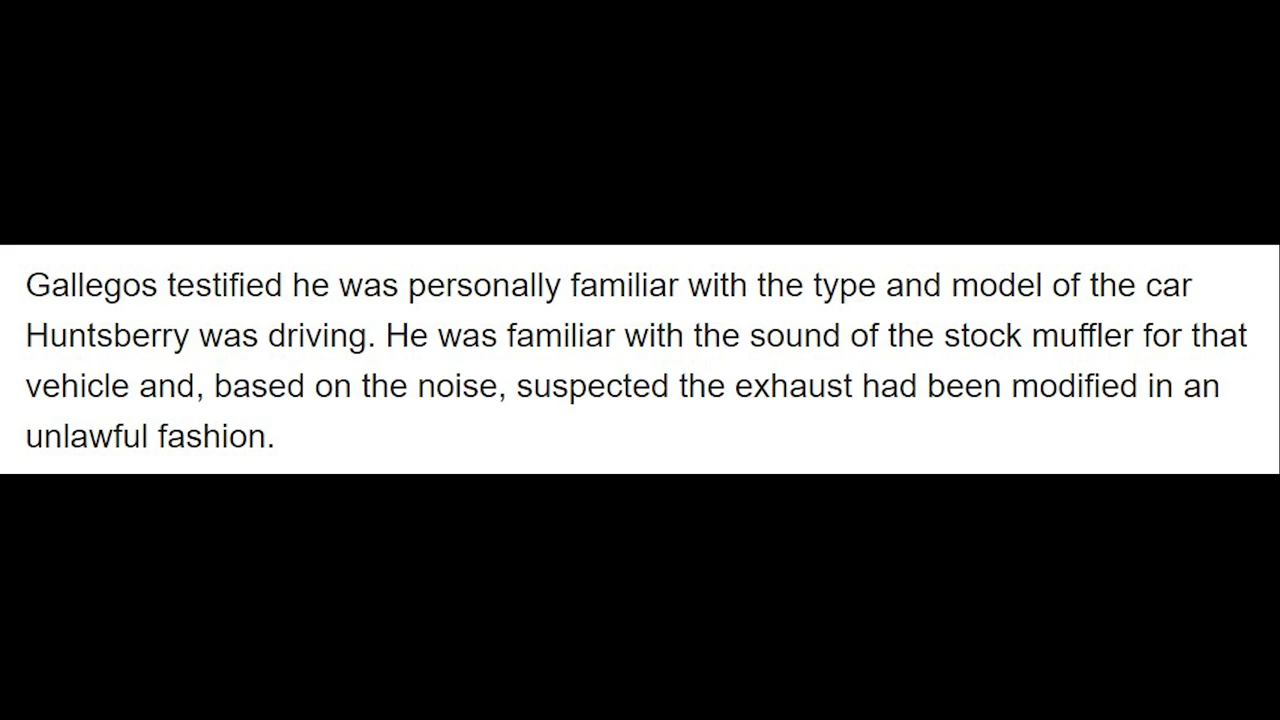 Gallegos testified he was personally familiar with the type and model of the car
Huntsberry was driving. He was familiar with the sound of the stock muffler for that
vehicle and, based on the noise, suspected the exhaust had been modified in an
unlawful fashion.